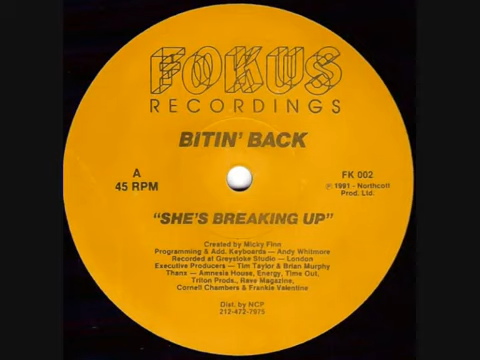 FOKUS
RECORDINGS
BITIN' BACK
A
45 RPM
FK 002
℗ 1991 - Northcott
Prod. Ltd.
"SHE'S BREAKING UP"
Created by Micky Finn
Programming & Add. Keyboards — Andy Whitmore
Recorded at Greystoke Studio — London
Executive Producers — Tim Taylor & Brian Murphy
Thanx — Amnesia House, Energy, Time Out,
Triton Prods., Rave Magazine,
Cornell Chambers & Frankie Valentine
Dist. by NCP
212-472-7975